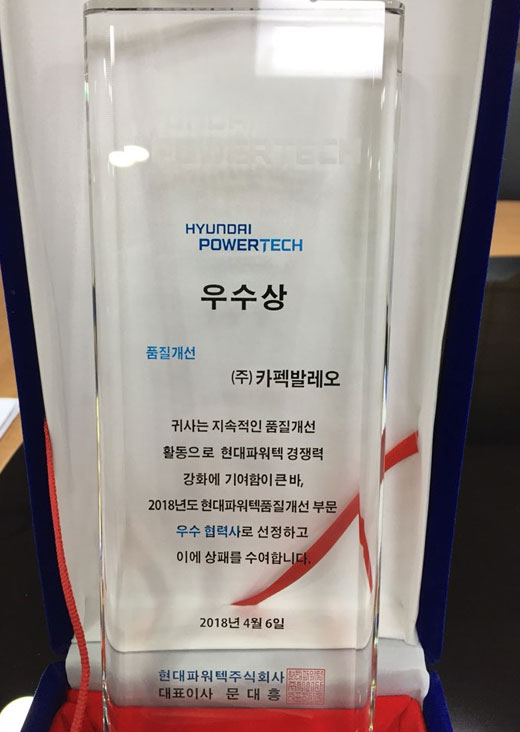 HYUNDAI
POWERTECH
우수상
품질개선
(주)카펙발레오
귀사는 지속적인 품질개선
활동으로 현대파워텍 경쟁력
강화에 기여함이 큰 바,
2018년도 현대파워텍품질개선 부문
우수 협력사로 선정하고
이에 상패를 수여합니다.
2018년 4월 6일
현대파워텍주식회사
대표이사 문대흥